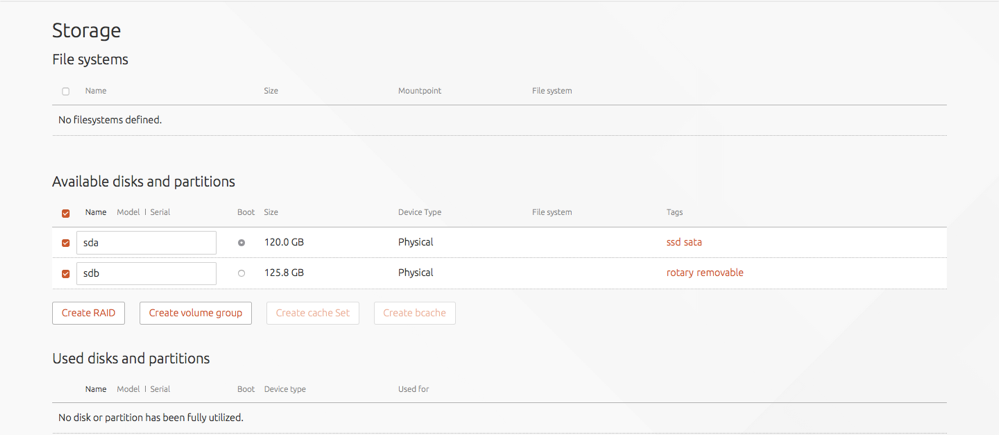 Storage
File systems
Name Size Mountpoint File system
No filesystems defined.
Available disks and partitions
Name Model | Serial Boot Size Device Type File system Tags
sda 120.0 GB Physical ssd sata
sdb 125.8 GB Physical rotary removable
Create RAID Create volume group Create cache Set Create bcache
Used disks and partitions
Name Model | Serial Boot Device type Used for
No disk or partition has been fully utilized.